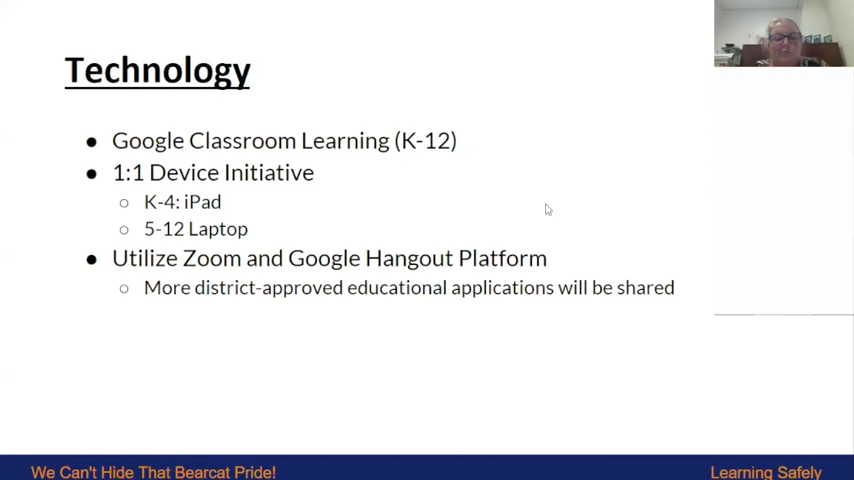 Technology
● Google Classroom Learning (K-12)
● 1:1 Device Initiative
○ K-4: iPad
○ 5-12 Laptop
● Utilize Zoom and Google Hangout Platform
○ More district-approved educational applications will be shared
We Can't Hide That Bearcat Pride!
Learning Safely